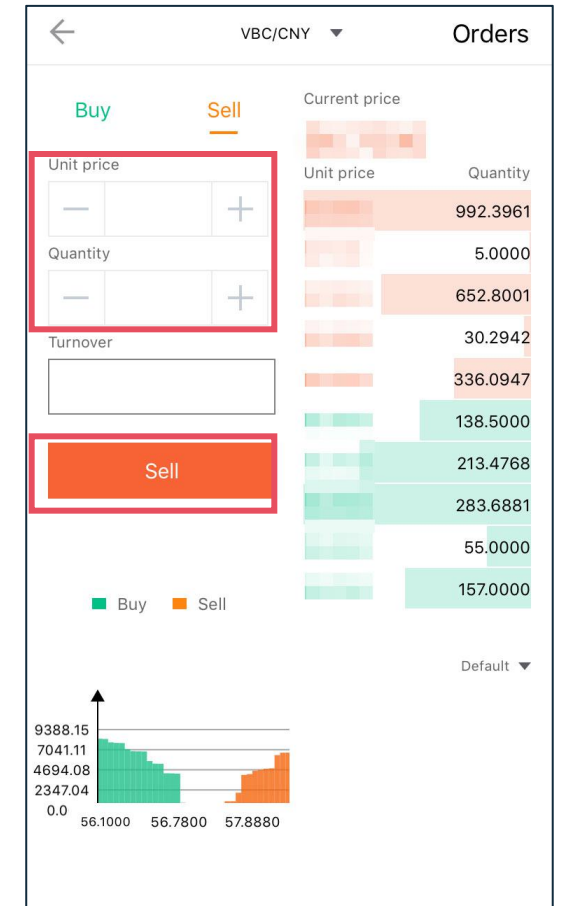 VBC/CNY
Orders
Buy
Sell
Unit price
Quantity
Turnover
Sell
Current price
Unit price Quantity
992.3961
5.0000
652.8001
30.2942
336.0947
138.5000
213.4768
283.6881
55.0000
157.0000
Buy Sell
Default
9388.15
7041.11
4694.08
2347.04
0.0
56.1000 56.7800 57.8880